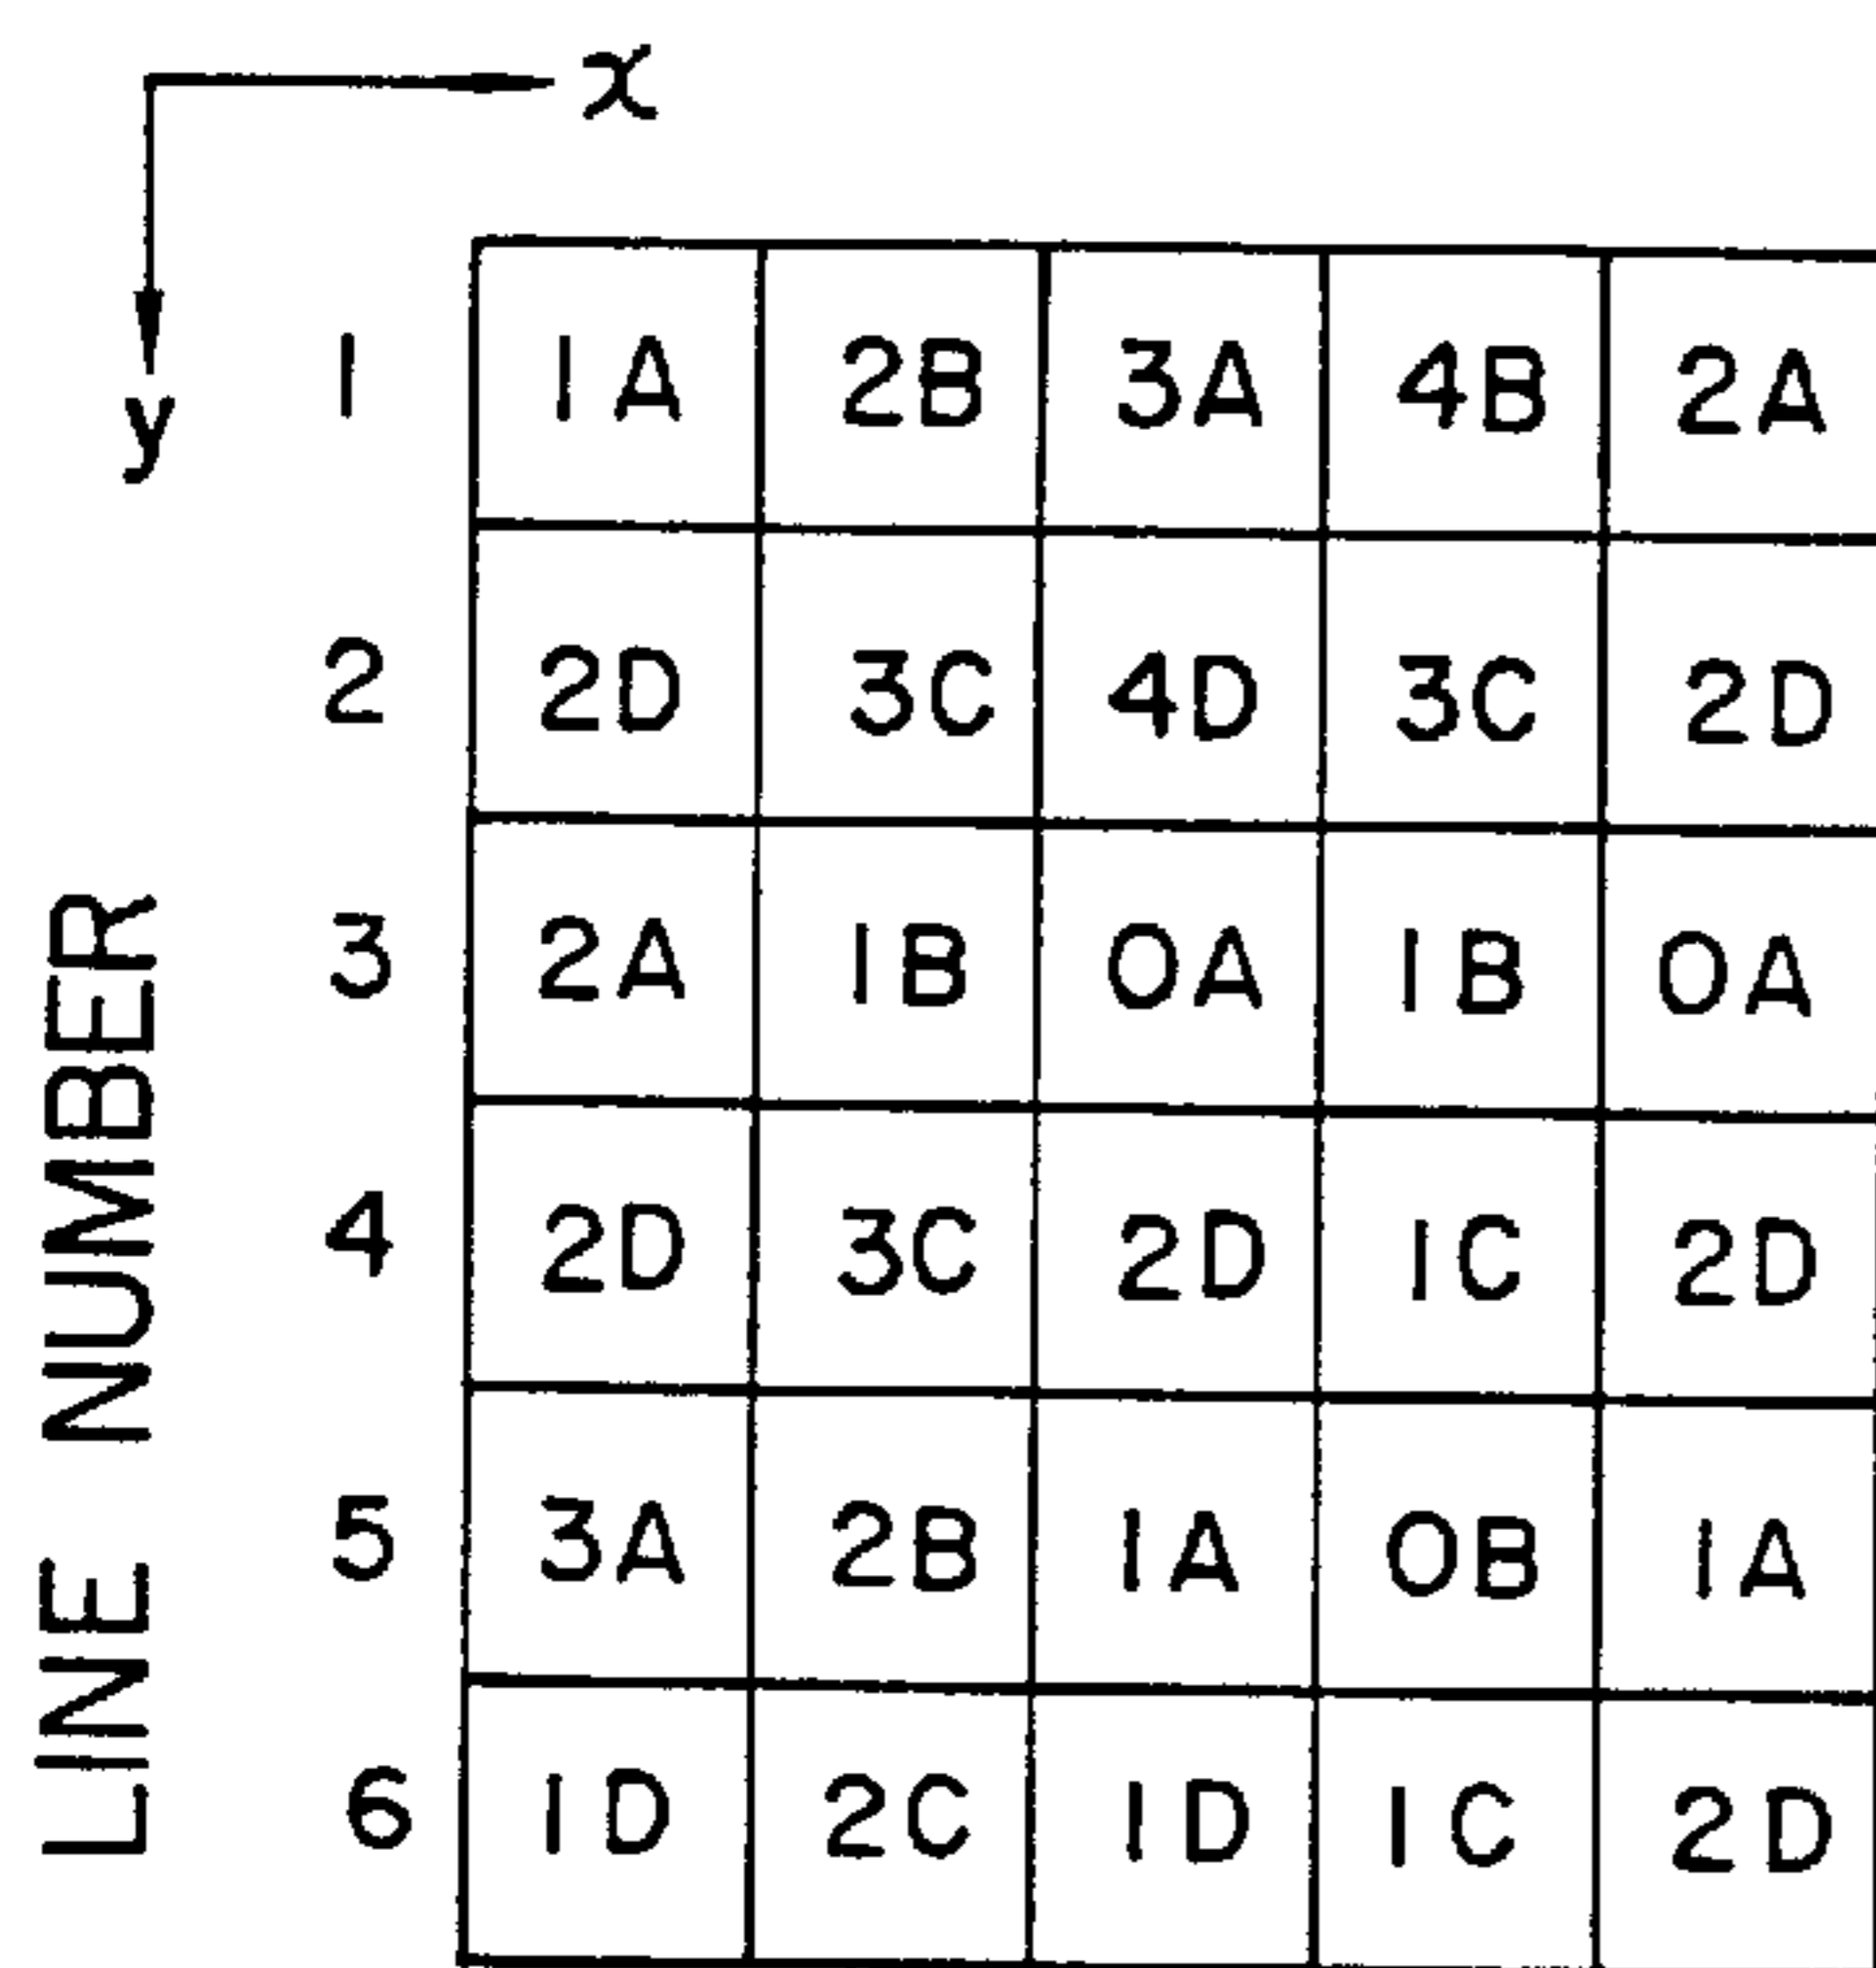 x
y
LINE NUMBER
1 1A 2B 3A 4B 2A
2 2D 3C 4D 3C 2D
3 2A 1B 0A 1B 0A
4 2D 3C 2D 1C 2D
5 3A 2B 1A 0B 1A
6 1D 2C 1D 1C 2D